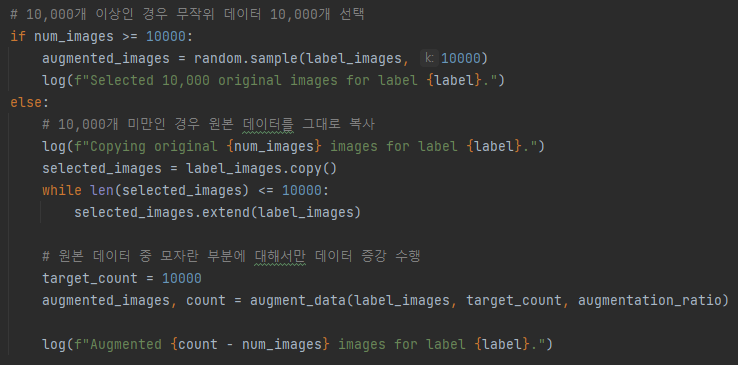 # 10,000개 이상인 경우 무작위 데이터 10,000개 선택
if num_images >= 10000:
    augmented_images = random.sample(label_images, k: 10000)
    log(f"Selected 10,000 original images for label {label}.")
else:
    # 10,000개 미만인 경우 원본 데이터를 그대로 복사
    log(f"Copying original {num_images} images for label {label}.")
    selected_images = label_images.copy()
    while len(selected_images) <= 10000:
        selected_images.extend(label_images)
    # 원본 데이터 중 모자란 부분에 대해서만 데이터 증강 수행
    target_count = 10000
    augmented_images, count = augment_data(label_images, target_count, augmentation_ratio)
    log(f"Augmented {count - num_images} images for label {label}.")